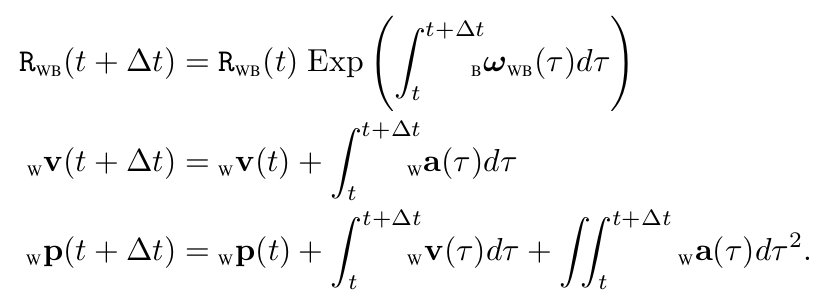 R_WB(t + Δt) = R_WB(t) Exp(∫_t^{t+Δt} _Bω_WB(τ)dτ)
_Wv(t + Δt) = _Wv(t) + ∫_t^{t+Δt} _Wa(τ)dτ
_Wp(t + Δt) = _Wp(t) + ∫_t^{t+Δt} _Wv(τ)dτ + ∬_t^{t+Δt} _Wa(τ)dτ².